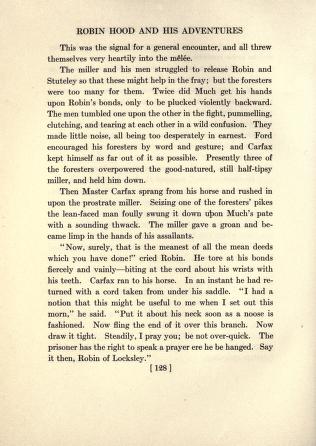 ROBIN HOOD AND HIS ADVENTURES
This was the signal for a general encounter, and all threw
themselves very heartily into the mêlée.
The miller and his men struggled to release Robin and
Stuteley so that these might help in the fray; but the foresters
were too many for them. Twice did Much get his hands
upon Robin's bonds, only to be plucked violently backward.
The men tumbled one upon the other in the fight, pummelling,
clutching, and tearing at each other in a wild confusion. They
made little noise, all being too desperately in earnest. Ford
encouraged his foresters by word and gesture; and Carfax
kept himself as far out of it as possible. Presently three of
the foresters overpowered the good-natured, still half-tipsy
miller, and held him down.
Then Master Carfax sprang from his horse and rushed in
upon the prostrate miller. Seizing one of the foresters' pikes
the lean-faced man foully swung it down upon Much's pate
with a sounding thwack. The miller gave a groan and be-
came limp in the hands of his assailants.
"Now, surely, that is the meanest of all the mean deeds
which you have done!" cried Robin. He tore at his bonds
fiercely and vainly—biting at the cord about his wrists with
his teeth. Carfax ran to his horse. In an instant he had re-
turned with a cord taken from under his saddle. "I had a
notion that this might be useful to me when I set out this
morn," he said. "Put it about his neck soon as a noose is
fashioned. Now fling the end of it over this branch. Now
draw it tight. Steadily, I pray you; be not over-quick. The
prisoner has the right to speak a prayer ere he be hanged. Say
it then, Robin of Locksley."
[ 128 ]